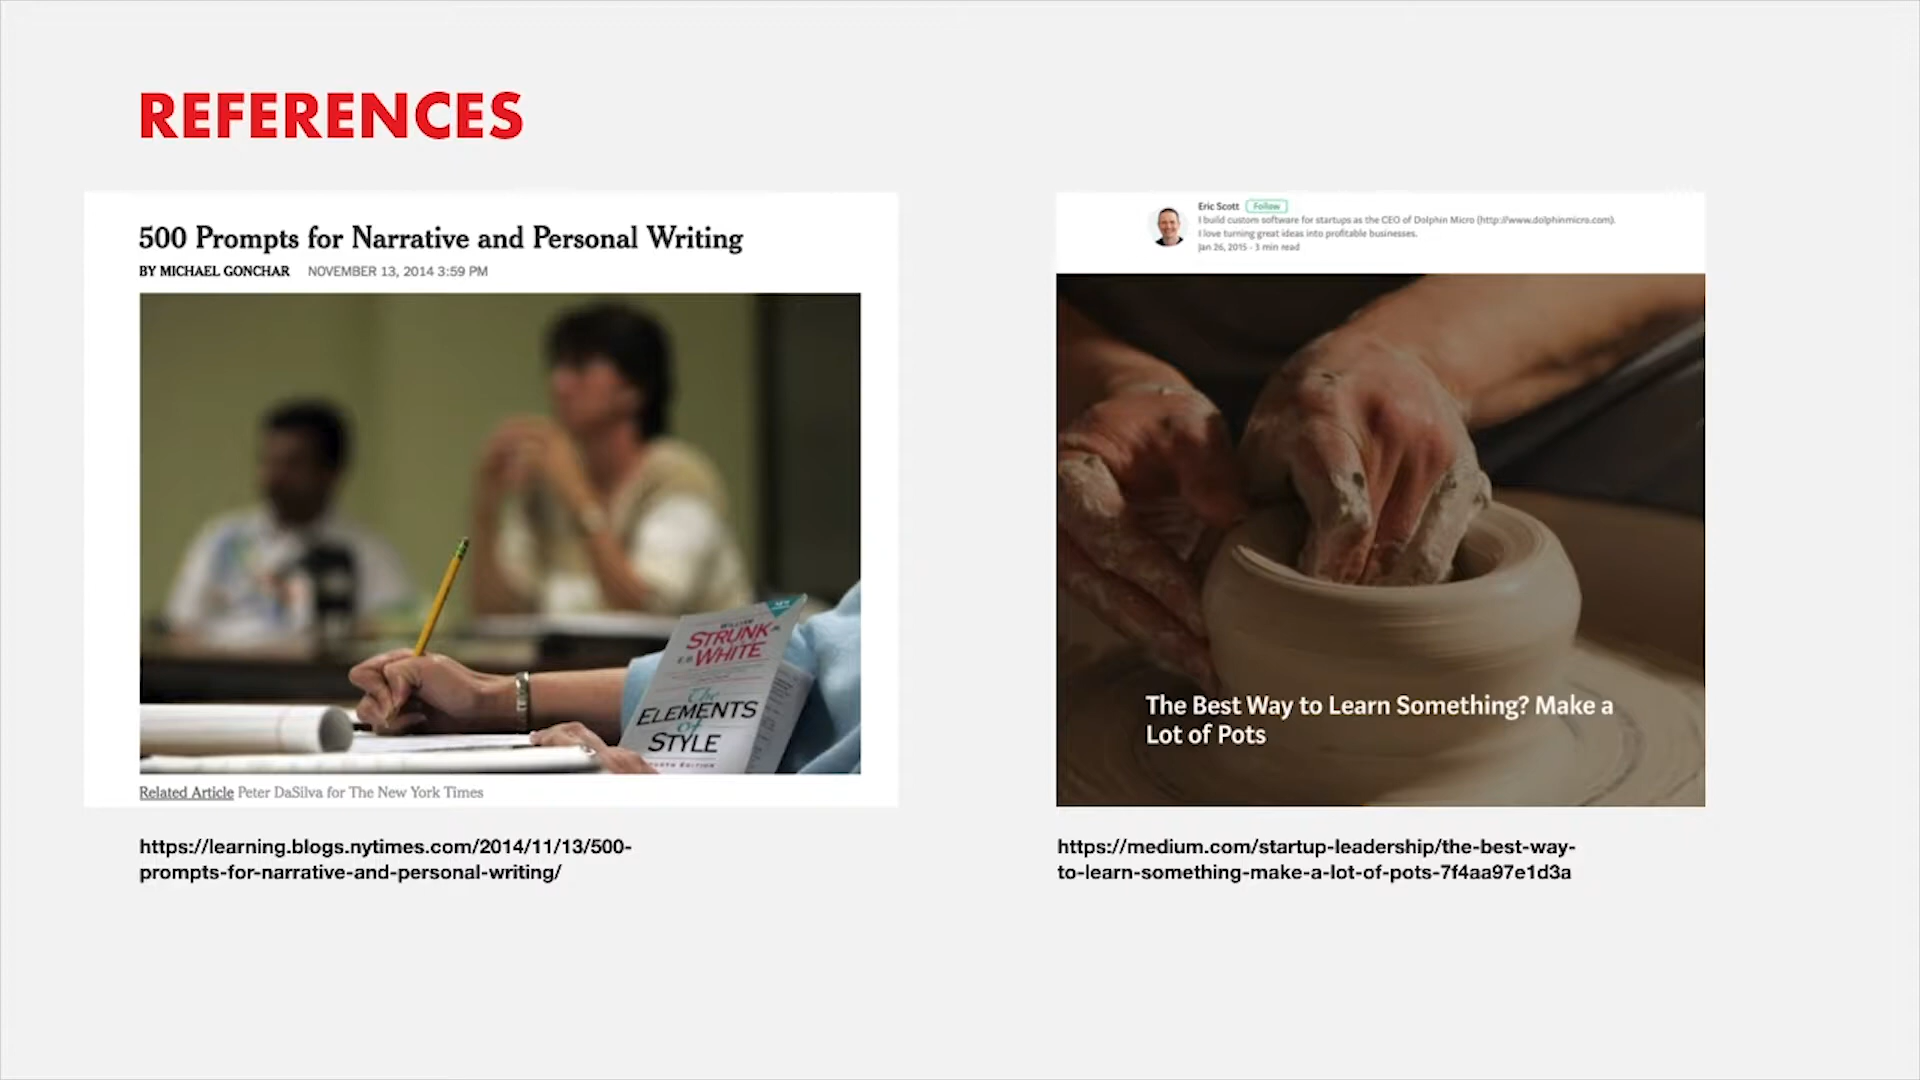 REFERENCES
500 Prompts for Narrative and Personal Writing
BY MICHAEL GONCHAR NOVEMBER 13, 2014 3:59 PM
WILLIAM
STRUNK JR.
E.B. WHITE
The
ELEMENTS
of
STYLE
Related Article Peter DaSilva for The New York Times
https://learning.blogs.nytimes.com/2014/11/13/500-
prompts-for-narrative-and-personal-writing/
Eric Scott Follow
I build custom software for startups as the CEO of Dolphin Micro (http://www.dolphinmicro.com).
I love turning great ideas into profitable businesses.
Jan 26, 2015 · 3 min read
The Best Way to Learn Something? Make a
Lot of Pots
https://medium.com/startup-leadership/the-best-way-
to-learn-something-make-a-lot-of-pots-7f4aa97e1d3a